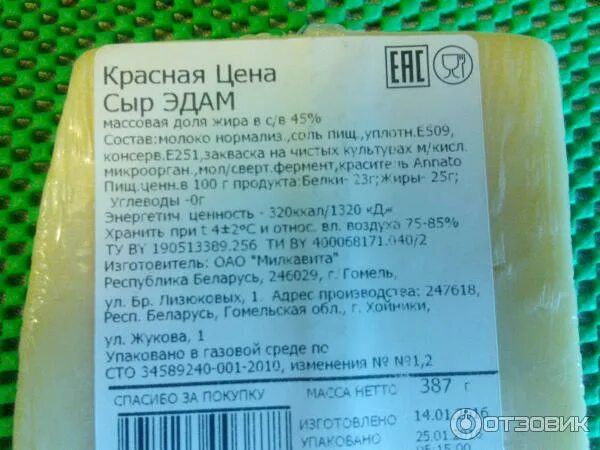 Красная Цена
EAC
Сыр ЭДАМ
массовая доля жира в с/в 45%
Состав:молоко нормализ.,соль пищ.,уплотн.Е509,
консерв.Е251,закваска на чистых культурах м/кисл.
микроорган.,мол/сверт.фермент,краситель Annato
Пищ.ценн.в 100 г продукта:Белки- 23г;Жиры- 25г;
Углеводы -0г
Энергетич. ценность - 320ккал/1320 кДж
Хранить при t 4±2°С и относ. вл. воздуха 75-85%
ТУ BY 190513389.256 ТИ BY 400068171.040/2
Изготовитель: ОАО "Милкавита"
Республика Беларусь, 246029, г. Гомель,
ул. Бр. Лизюковых, 1. Адрес производства: 247618,
Респ. Беларусь, Гомельская обл., г. Хойники,
ул. Жукова, 1
Упаковано в газовой среде по
СТО 34589240-001-2010, изменения № №1,2
СПАСИБО ЗА ПОКУПКУ МАССА НЕТТО 387 г
ИЗГОТОВЛЕНО 14.01
УПАКОВАНО 25.01
ОТЗОВИК